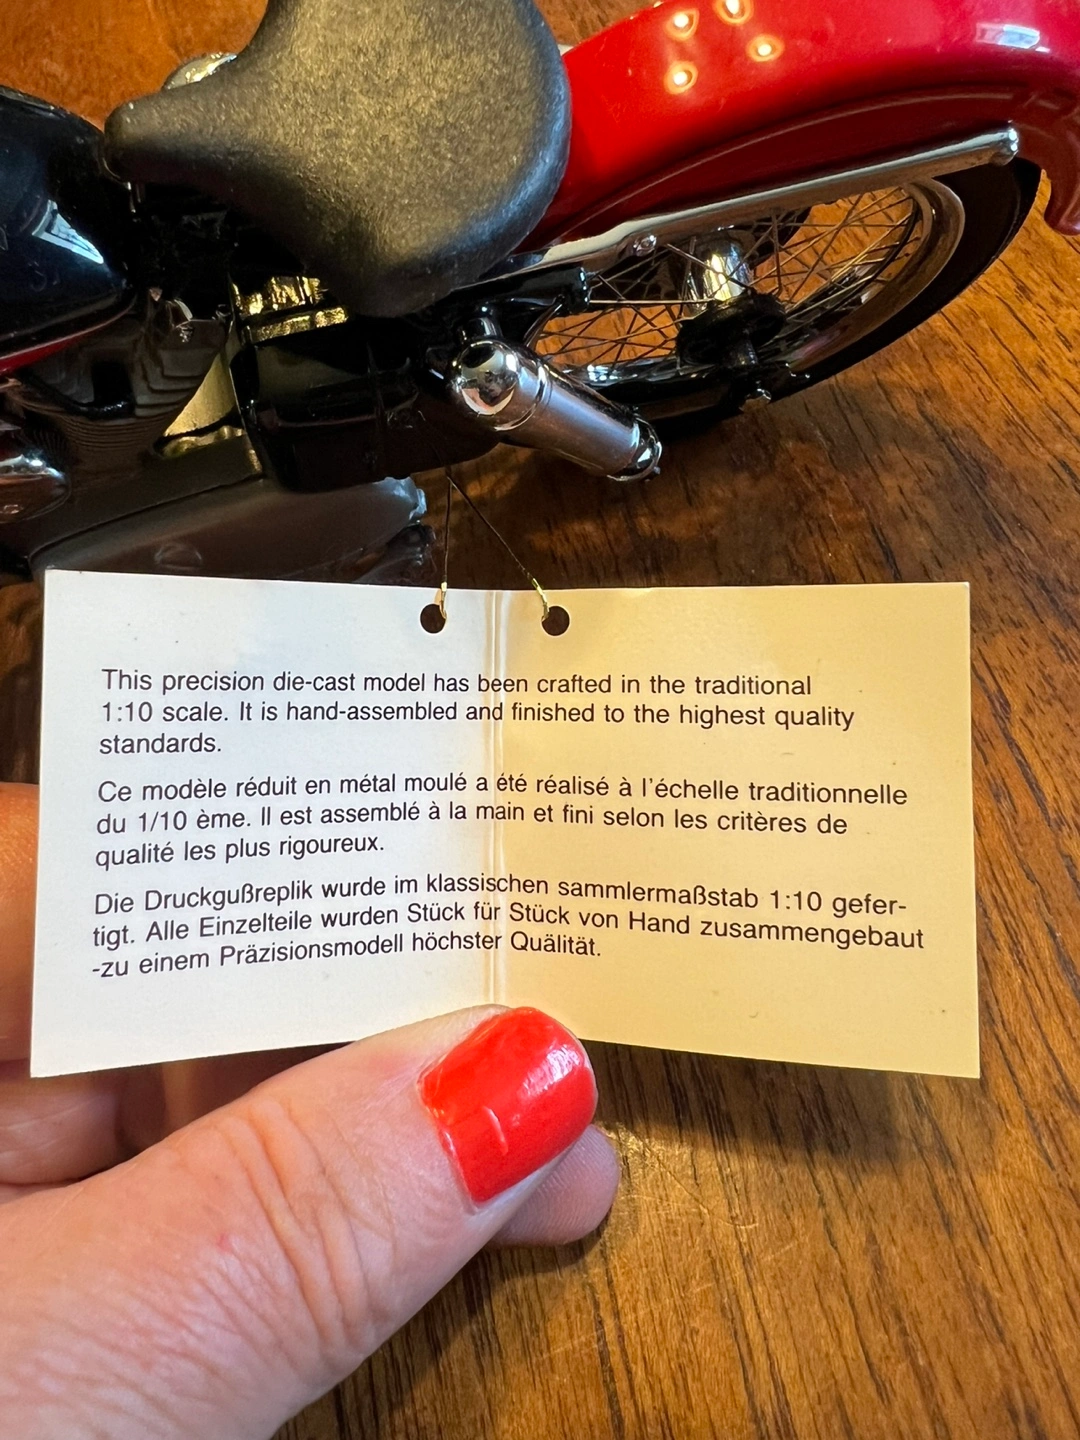 This precision die-cast model has been crafted in the traditional
1:10 scale. It is hand-assembled and finished to the highest quality
standards.
Ce modèle réduit en métal moulé a été réalisé à l'échelle traditionnelle
du 1/10 ème. Il est assemblé à la main et fini selon les critères de
qualité les plus rigoureux.
Die Druckgußreplik wurde im klassischen sammlermaßstab 1:10 gefer-
tigt. Alle Einzelteile wurden Stück für Stück von Hand zusammengebaut
-zu einem Präzisionsmodell höchster Quälität.